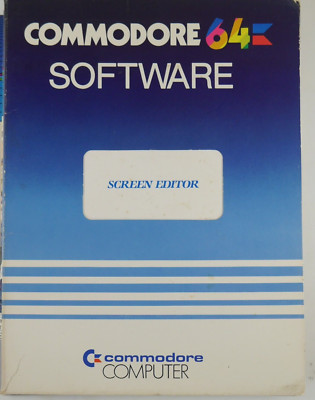 COMMODORE 64
SOFTWARE
SCREEN EDITOR
commodore
COMPUTER